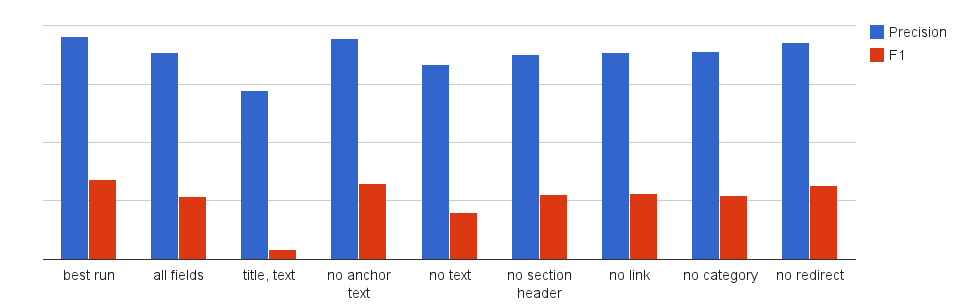 Precision
F1
best run
all fields
title, text
no anchor
text
no text
no section
header
no link
no category
no redirect